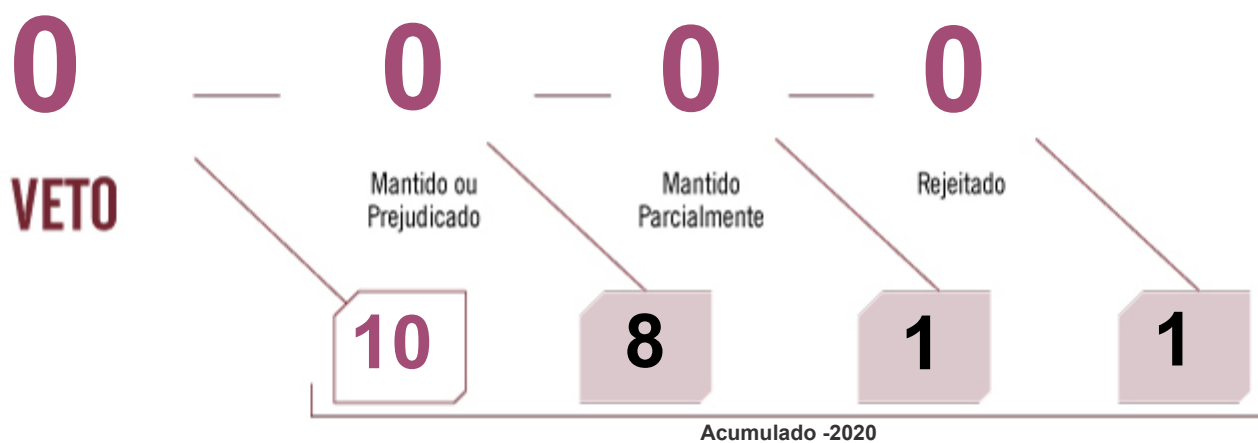 0 0 0 0
VETO
Mantido ou
Prejudicado
Mantido
Parcialmente
Rejeitado
10 8 1 1
Acumulado -2020